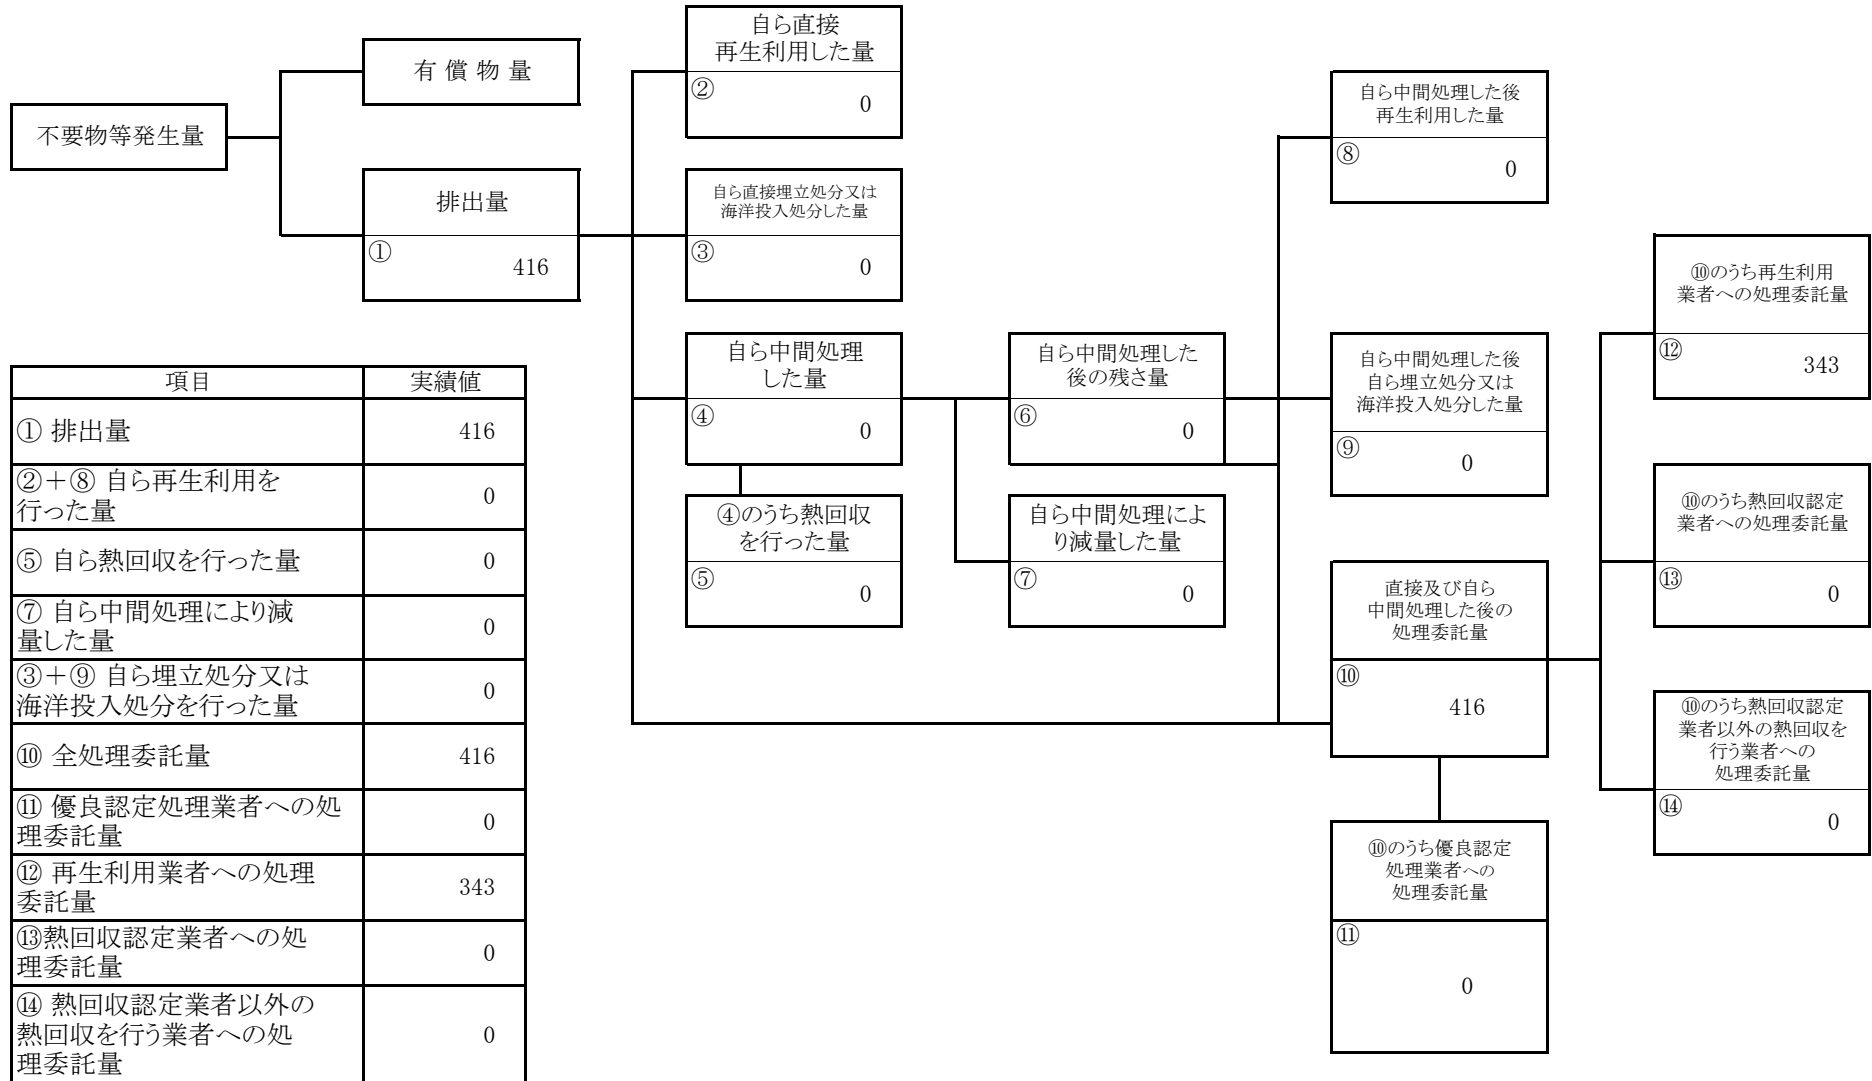 不要物等発生量
有 償 物 量
排出量
①
416
自ら直接
再生利用した量
②
0
自ら直接埋立処分又は
海洋投入処分した量
③
0
自ら中間処理
した量
④
0
④のうち熱回収
を行った量
⑤
0
自ら中間処理した
後の残さ量
⑥
0
自ら中間処理によ
り減量した量
⑦
0
自ら中間処理した後
再生利用した量
⑧
0
自ら中間処理した後
自ら埋立処分又は
海洋投入処分した量
⑨
0
直接及び自ら
中間処理した後の
処理委託量
⑩
416
⑩のうち優良認定
処理業者への
処理委託量
⑪
0
⑩のうち再生利用
業者への処理委託量
⑫
343
⑩のうち熱回収認定
業者への処理委託量
⑬
0
⑩のうち熱回収認定
業者以外の熱回収を
行う業者への
処理委託量
⑭
0
項目 実績値
① 排出量 416
②＋⑧ 自ら再生利用を
行った量 0
⑤ 自ら熱回収を行った量 0
⑦ 自ら中間処理により減
量した量 0
③＋⑨ 自ら埋立処分又は
海洋投入処分を行った量 0
⑩ 全処理委託量 416
⑪ 優良認定処理業者への処
理委託量 0
⑫ 再生利用業者への処理
委託量 343
⑬熱回収認定業者への処
理委託量 0
⑭ 熱回収認定業者以外の
熱回収を行う業者への処
理委託量 0